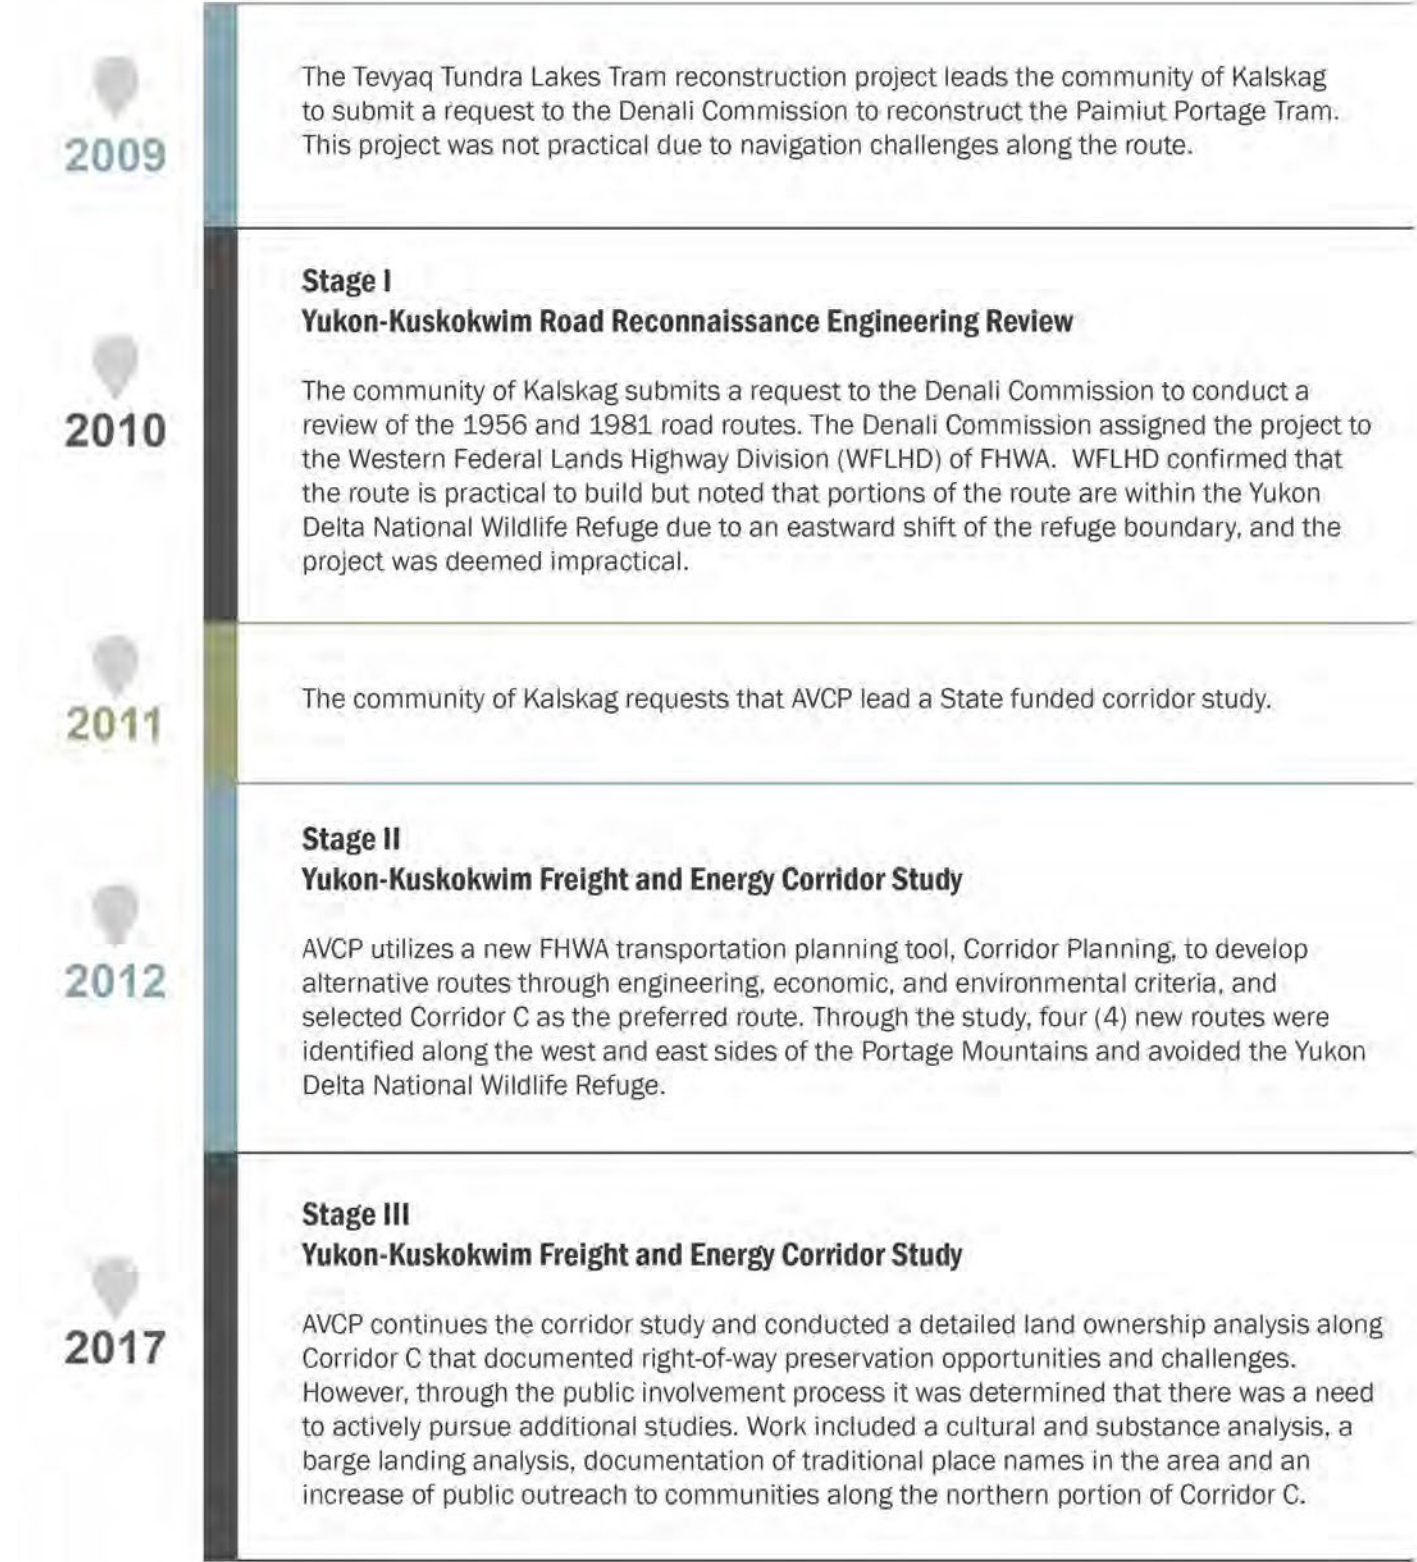 2009
The Tevyaq Tundra Lakes Tram reconstruction project leads the community of Kalskag
to submit a request to the Denali Commission to reconstruct the Paimiut Portage Tram.
This project was not practical due to navigation challenges along the route.
2010
Stage I
Yukon-Kuskokwim Road Reconnaissance Engineering Review
The community of Kalskag submits a request to the Denali Commission to conduct a
review of the 1956 and 1981 road routes. The Denali Commission assigned the project to
the Western Federal Lands Highway Division (WFLHD) of FHWA.  WFLHD confirmed that
the route is practical to build but noted that portions of the route are within the Yukon
Delta National Wildlife Refuge due to an eastward shift of the refuge boundary, and the
project was deemed impractical.
2011
The community of Kalskag requests that AVCP lead a State funded corridor study.
2012
Stage II
Yukon-Kuskokwim Freight and Energy Corridor Study
AVCP utilizes a new FHWA transportation planning tool, Corridor Planning, to develop
alternative routes through engineering, economic, and environmental criteria, and
selected Corridor C as the preferred route. Through the study, four (4) new routes were
identified along the west and east sides of the Portage Mountains and avoided the Yukon
Delta National Wildlife Refuge.
2017
Stage III
Yukon-Kuskokwim Freight and Energy Corridor Study
AVCP continues the corridor study and conducted a detailed land ownership analysis along
Corridor C that documented right-of-way preservation opportunities and challenges.
However, through the public involvement process it was determined that there was a need
to actively pursue additional studies. Work included a cultural and substance analysis, a
barge landing analysis, documentation of traditional place names in the area and an
increase of public outreach to communities along the northern portion of Corridor C.